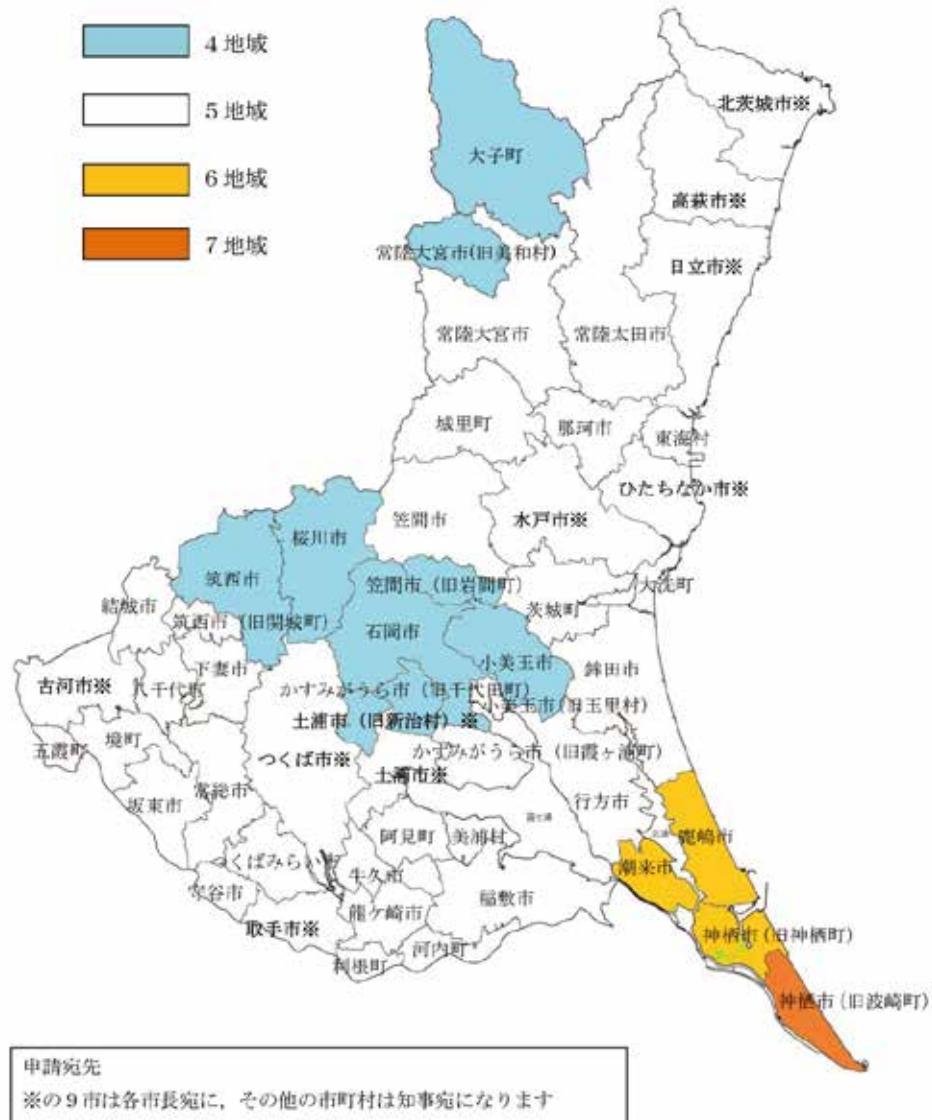 4 地域
5 地域
6 地域
7 地域
北茨城市※
大子町
高萩市※
常陸大宮市(旧美和村)
日立市※
常陸大宮市
常陸太田市
城里町
那珂市
東海村
ひたちなか市※
笠間市
水戸市※
桜川市
筑西市
笠間市（旧岩間町）
大洗町
結城市
茨城町
筑西市（旧関城町）
石岡市
小美玉市
鉾田市
下妻市
古河市※
八千代町
かすみがうら市（旧千代田町）
小美玉市(旧玉里村)
土浦市（旧新治村）※
五霞町
境町
つくば市※
かすみがうら市（旧霞ヶ浦町）
土浦市※
坂東市
常総市
行方市
霞ヶ浦
阿見町
美浦村
鹿嶋市
つくばみらい市
牛久市
潮来市
守谷市
稲敷市
龍ケ崎市
取手市※
神栖市（旧神栖町）
河内町
利根町
神栖市（旧波崎町）
申請宛先
※の９市は各市長宛に，その他の市町村は知事宛になります